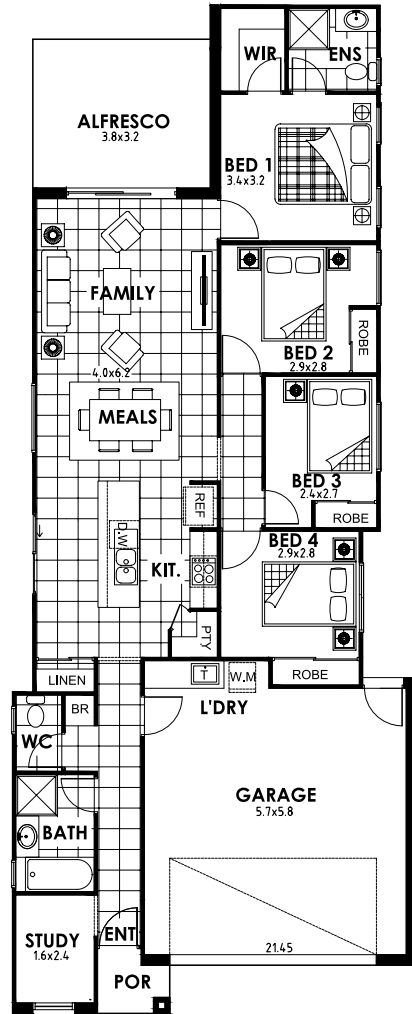 WIR
ENS
ALFRESCO
3.8x3.2
BED 1
3.4x3.2
FAMILY
4.0x6.2
BED 2
2.9x2.8
ROBE
MEALS
BED 3
2.4x2.7
ROBE
REF
D.W
KIT.
BED 4
2.9x2.8
PTY
LINEN
ROBE
T
W.M
BR
L'DRY
WC
GARAGE
5.7x5.8
BATH
ENT
STUDY
1.6x2.4
21.45
POR